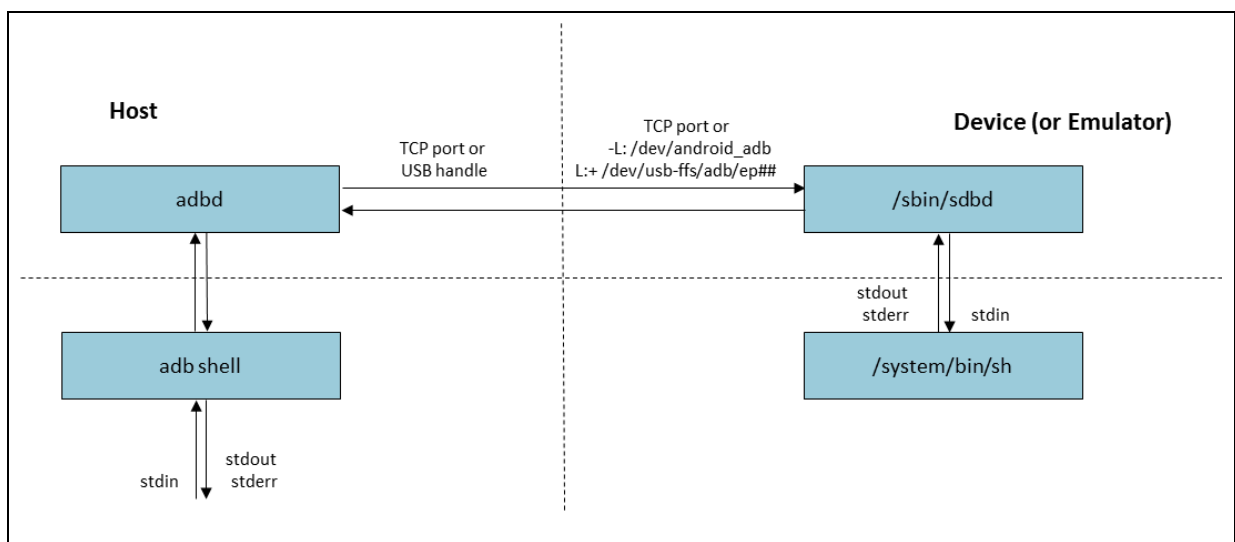 Host
Device (or Emulator)
TCP port or
USB handle
TCP port or
-L: /dev/android_adb
L:+ /dev/usb-ffs/adb/ep##
adbd
/sbin/sdbd
stdout
stderr
stdin
adb shell
/system/bin/sh
stdin
stdout
stderr